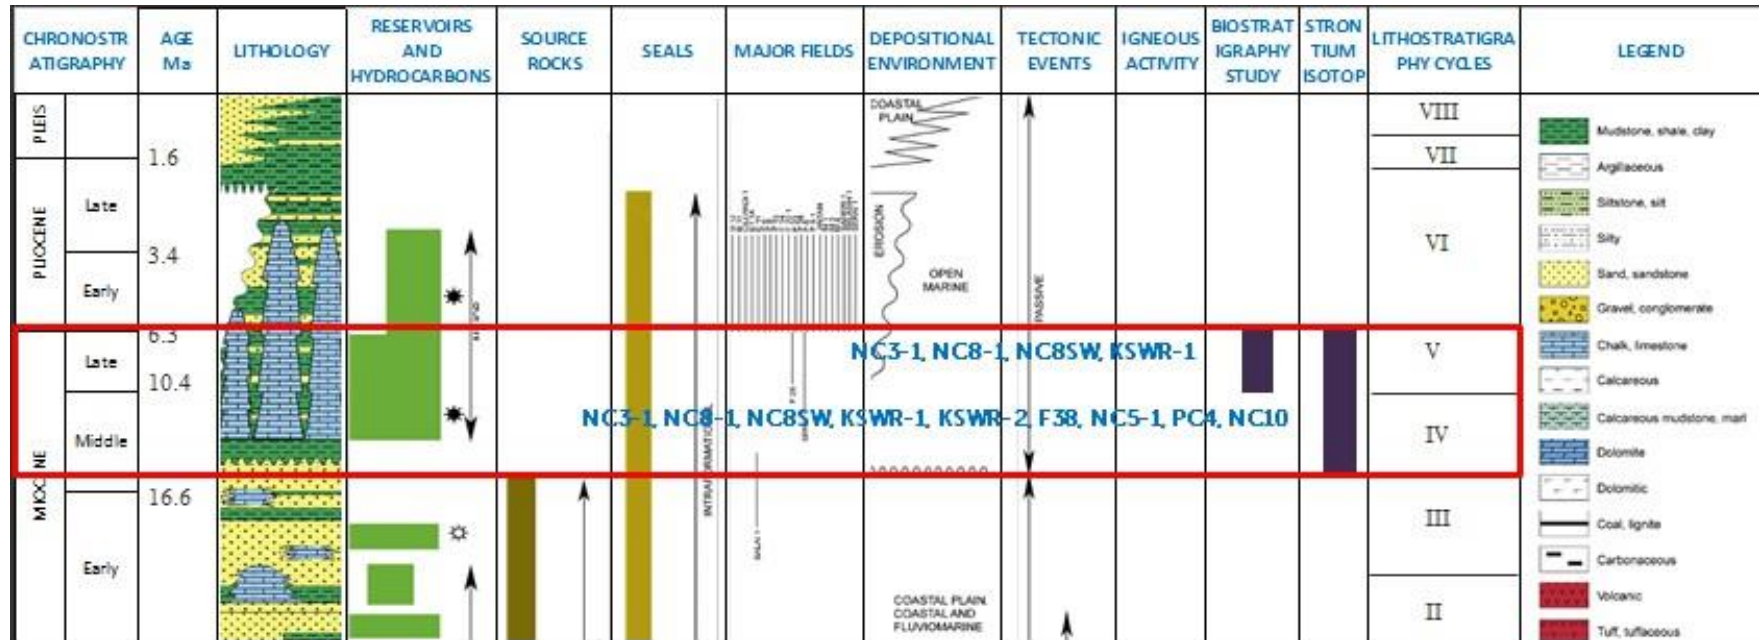 CHRONOSTR
ATIGRAPHY
AGE
Ma
LITHOLOGY
RESERVOIRS
AND
HYDROCARBONS
SOURCE
ROCKS
SEALS
MAJOR FIELDS
DEPOSITIONAL
ENVIRONMENT
TECTONIC
EVENTS
IGNEOUS
ACTIVITY
BIOSTRAT
IGRAPHY
STUDY
STRON
TIUM
ISOTOP
LITHOSTRATIGRA
PHY CYCLES
LEGEND
PLEIS
1.6
COASTAL
PLAIN
VIII
VII
PLIOCENE
Late
3.4
Early
EROSION
OPEN
MARINE
PASSIVE
VI
6.3
MIOCENE
Late
10.4
NC3-1, NC8-1, NC8SW, KSWR-1
V
Middle
NC3-1, NC8-1, NC8SW, KSWR-1, KSWR-2, F38, NC5-1, PC4, NC10
IV
16.6
INTRAFORMATIONAL
III
Early
COASTAL PLAIN,
COASTAL AND
FLUVIOMARINE
II
Mudstone, shale, clay
Argillaceous
Siltstone, silt
Silty
Sand, sandstone
Gravel, conglomerate
Chalk, limestone
Calcareous
Calcareous mudstone, marl
Dolomite
Dolomitic
Coal, lignite
Carbonaceous
Volcanic
Tuff, tuffaceous